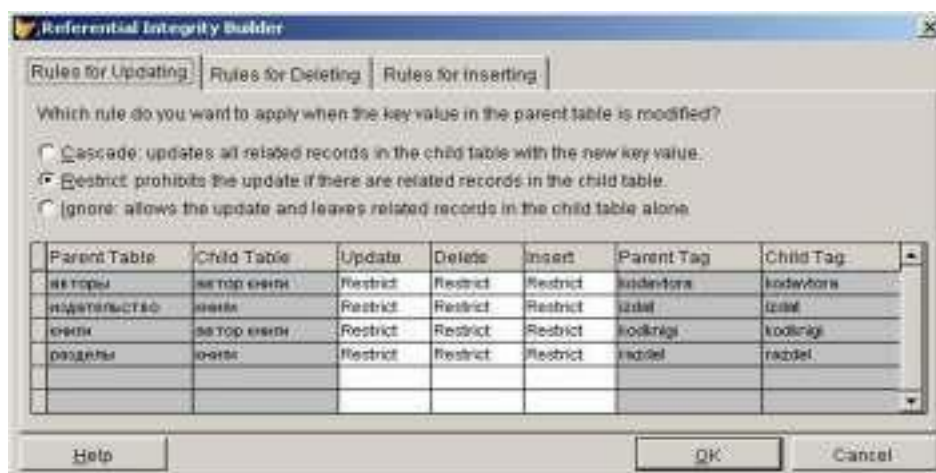 Referential Integrity Builder
Rules for Updating Rules for Deleting Rules for Inserting
Which rule do you want to apply when the key value in the parent table is modified?
Cascade: updates all related records in the child table with the new key value.
Restrict: prohibits the update if there are related records in the child table.
Ignore: allows the update and leaves related records in the child table alone.
Parent Table Child Table Update Delete Insert Parent Tag Child Tag
авторы автор книги Restrict Restrict Restrict kodavtora kodavtora
издательство книги Restrict Restrict Restrict izdat izdat
книги автор книги Restrict Restrict Restrict kodknigi kodknigi
разделы книги Restrict Restrict Restrict razdel razdel
Help OK Cancel